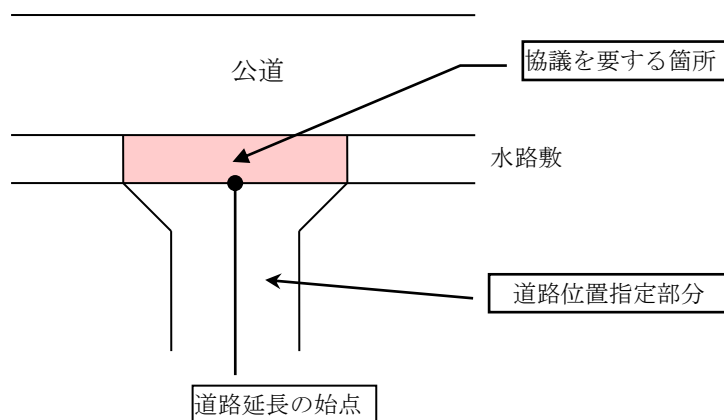 協議を要する箇所
公道
水路敷
道路位置指定部分
道路延長の始点